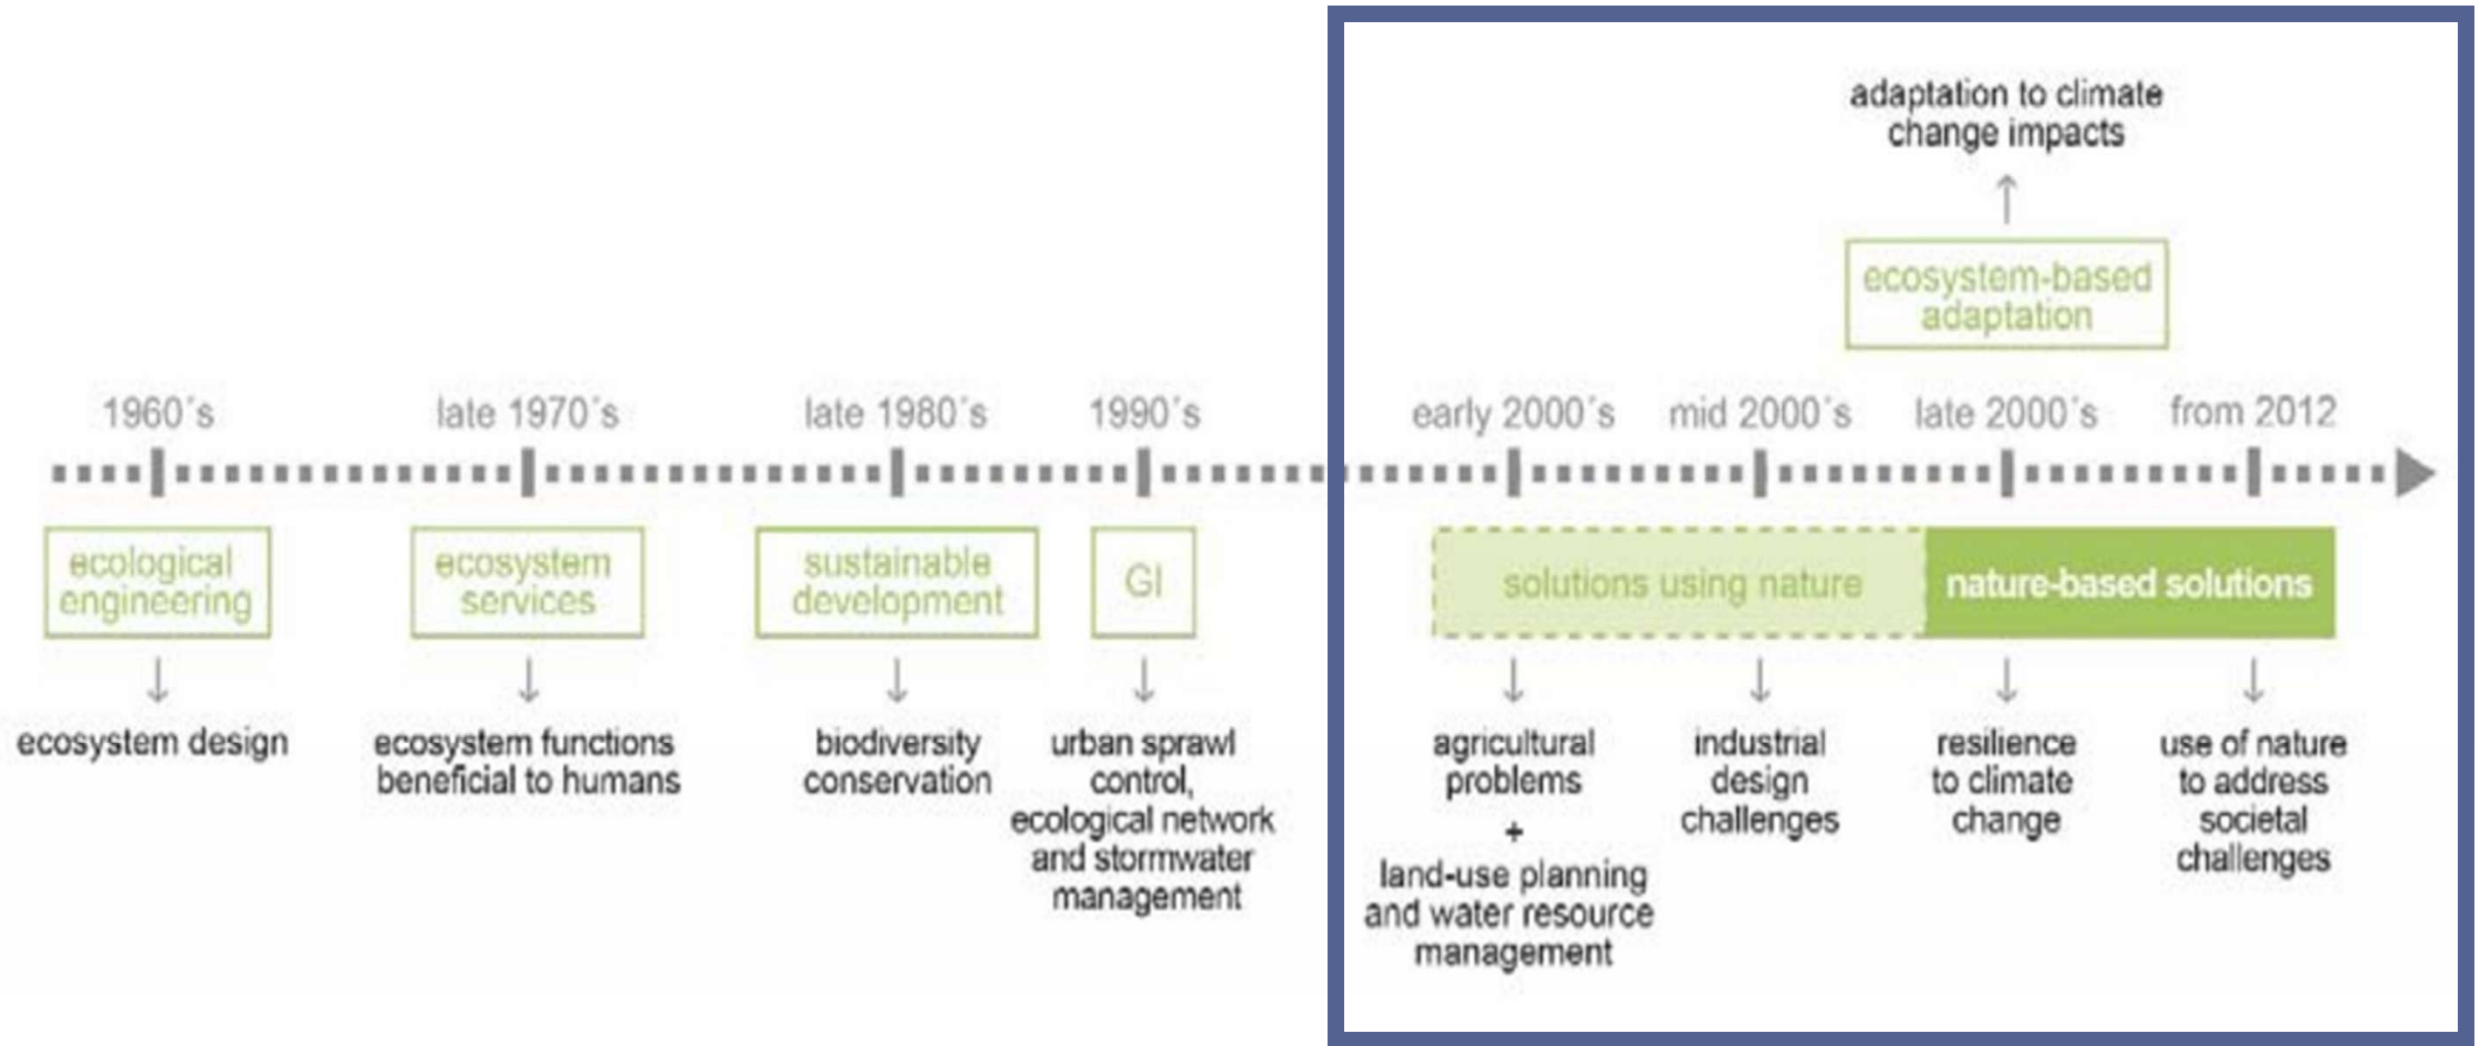 adaptation to climate
change impacts
ecosystem-based
adaptation
1960´s
late 1970´s
late 1980´s
1990´s
early 2000´s
mid 2000´s
late 2000´s
from 2012
ecological
engineering
ecosystem
services
sustainable
development
GI
solutions using nature
nature-based solutions
ecosystem design
ecosystem functions
beneficial to humans
biodiversity
conservation
urban sprawl
control,
ecological network
and stormwater
management
agricultural
problems
+
land-use planning
and water resource
management
industrial
design
challenges
resilience
to climate
change
use of nature
to address
societal
challenges